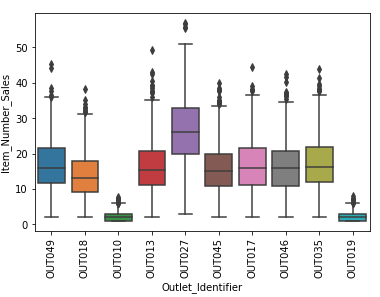 50
40
30
20
10
0
Item_Number_Sales
OUT049
OUT018
OUT010
OUT013
OUT027
OUT045
OUT017
OUT046
OUT035
OUT019
Outlet_Identifier